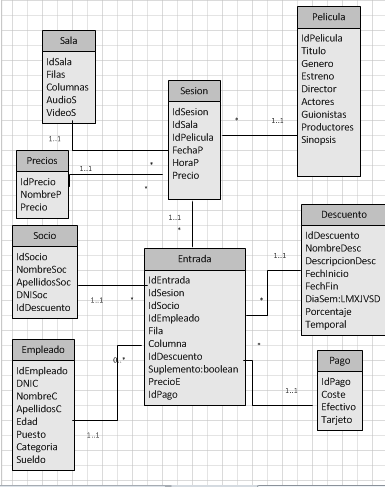 Sala
IdSala
Filas
Columnas
AudioS
VideoS
1..1
Sesion
IdSesion
IdSala
IdPelicula
FechaP
HoraP
Precio
*
1..1
Pelicula
IdPelicula
Titulo
Genero
Estreno
Director
Actores
Guionistas
Productores
Sinopsis
Precios
IdPrecio
NombreP
Precio
1..1
*
*
1..1
*
Socio
IdSocio
NombreSoc
ApellidosSoc
DNISoc
IdDescuento
1..1
*
Entrada
IdEntrada
IdSesion
IdSocio
IdEmpleado
Fila
Columna
IdDescuento
Suplemento:boolean
PrecioE
IdPago
Descuento
IdDescuento
NombreDesc
DescripcionDesc
FechInicio
FechFin
DiaSem:LMXJVSD
Porcentaje
Temporal
1..1
*
Empleado
IdEmpleado
DNIC
NombreC
ApellidosC
Edad
Puesto
Categoria
Sueldo
0..*
1..1
*
1..1
Pago
IdPago
Coste
Efectivo
Tarjeto